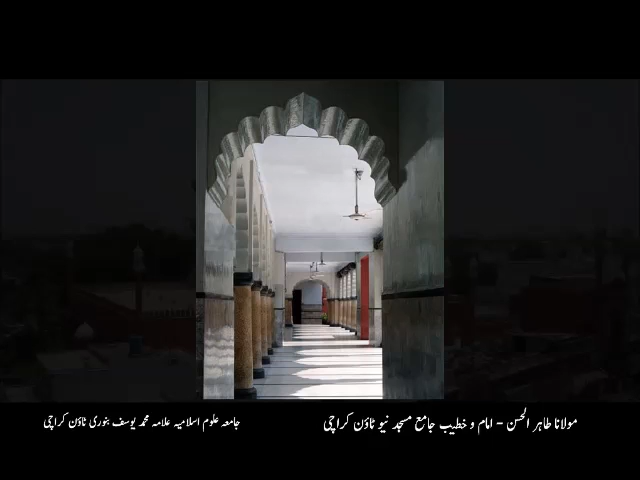 مولانا طاہر الحسن - امام و خطیب جامع مسجد نیو ٹاؤن کراچی
جامعہ علوم اسلامیہ علامہ محمد یوسف بنوری ٹاؤن کراچی